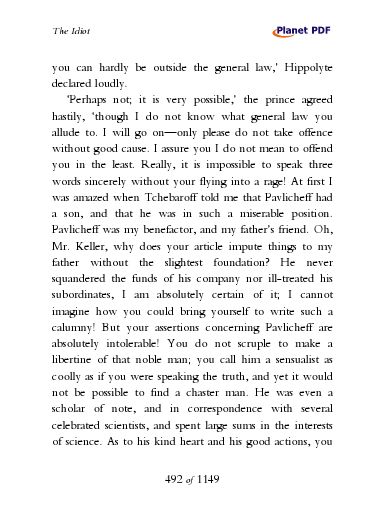 The Idiot
Planet PDF
you can hardly be outside the general law,' Hippolyte
declared loudly.
'Perhaps not; it is very possible,' the prince agreed
hastily, 'though I do not know what general law you
allude to. I will go on—only please do not take offence
without good cause. I assure you I do not mean to offend
you in the least. Really, it is impossible to speak three
words sincerely without your flying into a rage! At first I
was amazed when Tchebaroff told me that Pavlicheff had
a son, and that he was in such a miserable position.
Pavlicheff was my benefactor, and my father's friend. Oh,
Mr. Keller, why does your article impute things to my
father without the slightest foundation? He never
squandered the funds of his company nor ill-treated his
subordinates, I am absolutely certain of it; I cannot
imagine how you could bring yourself to write such a
calumny! But your assertions concerning Pavlicheff are
absolutely intolerable! You do not scruple to make a
libertine of that noble man; you call him a sensualist as
coolly as if you were speaking the truth, and yet it would
not be possible to find a chaster man. He was even a
scholar of note, and in correspondence with several
celebrated scientists, and spent large sums in the interests
of science. As to his kind heart and his good actions, you
492 of 1149